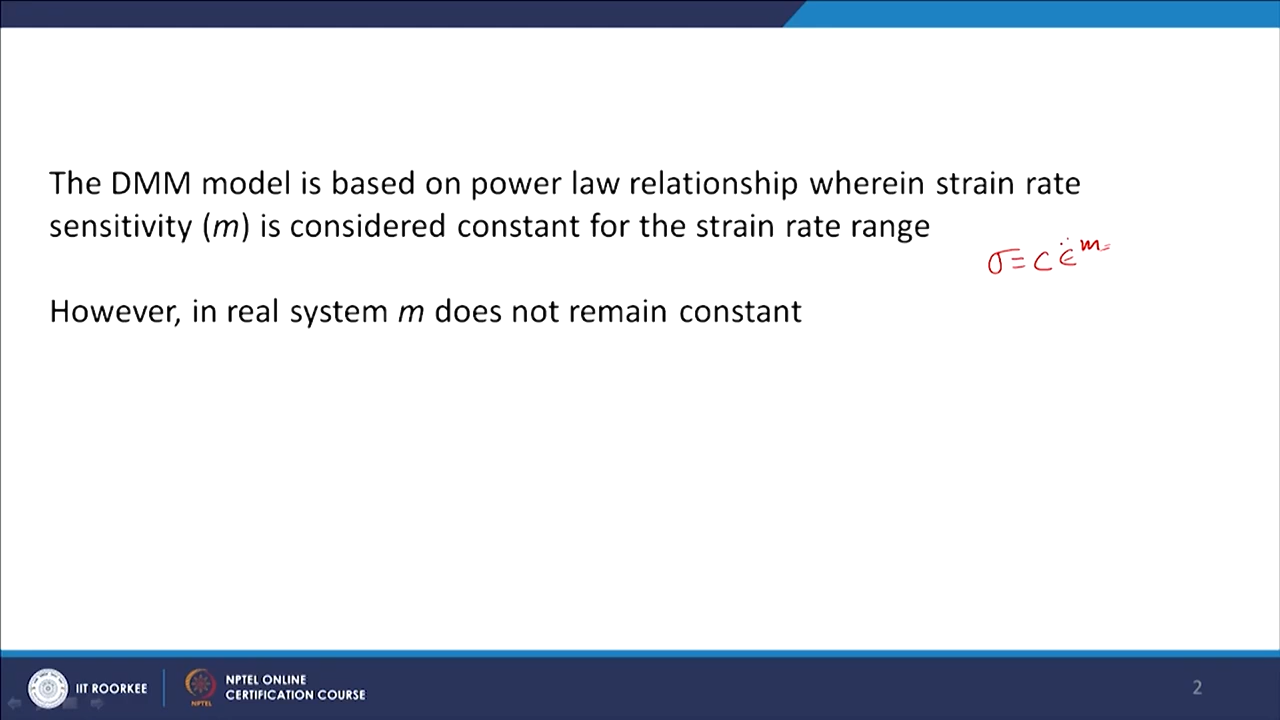 The DMM model is based on power law relationship wherein strain rate
sensitivity (m) is considered constant for the strain rate range
σ = C ε̇^m
However, in real system m does not remain constant
IIT ROORKEE
NPTEL
NPTEL ONLINE
CERTIFICATION COURSE
2